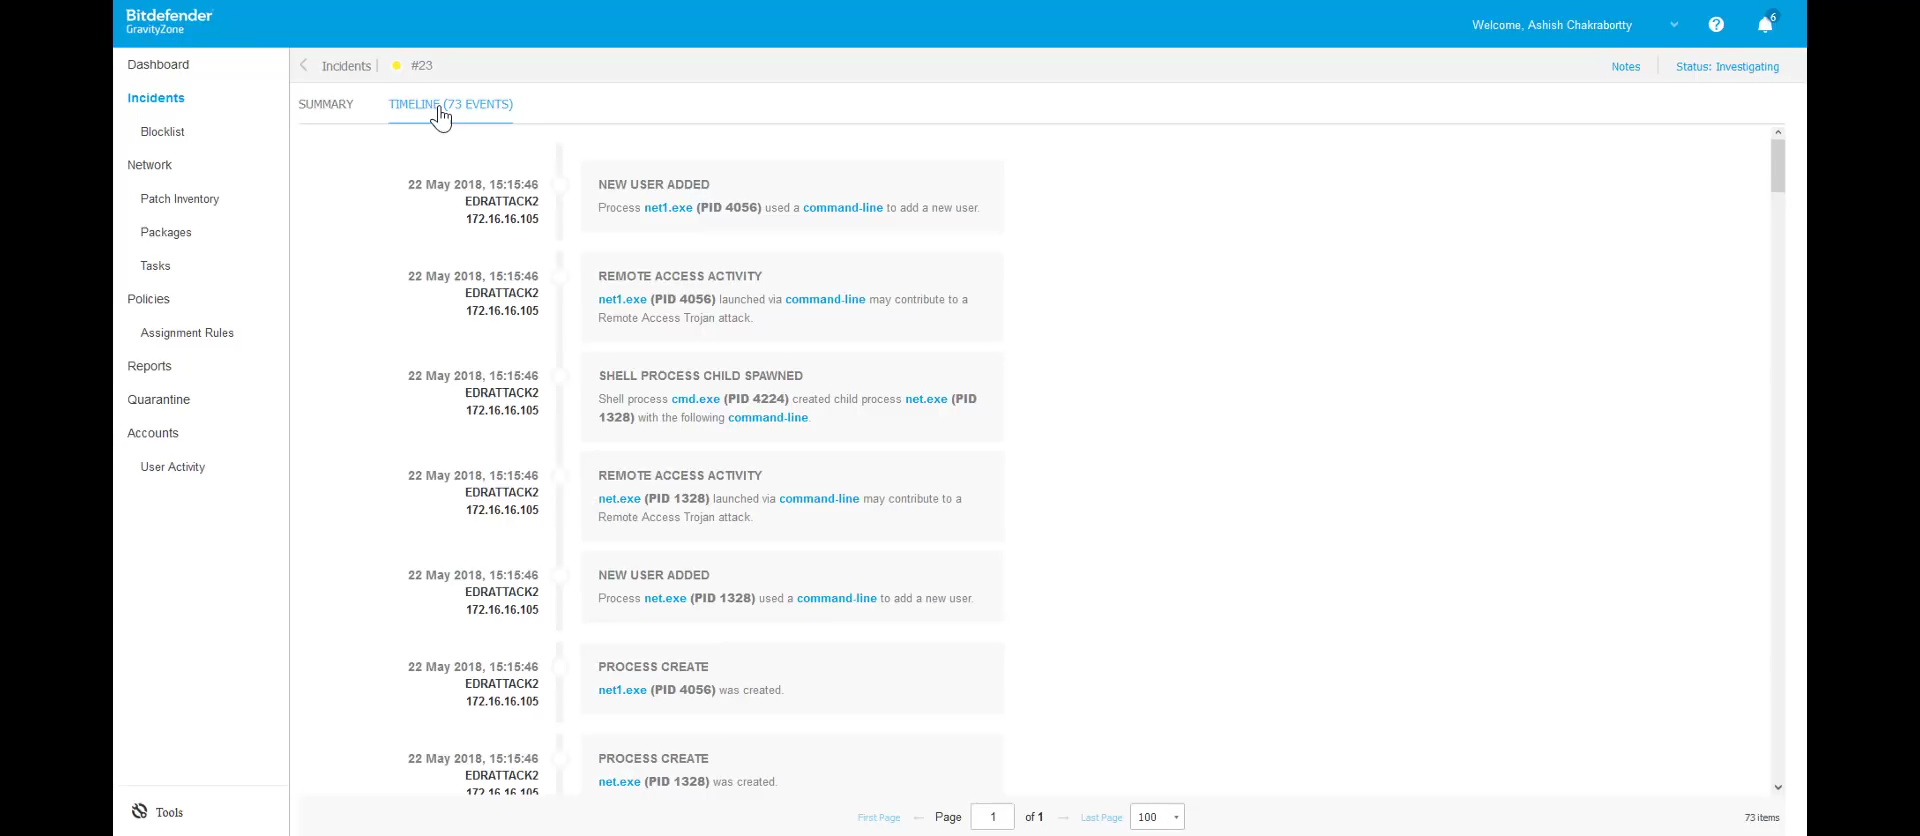 Bitdefender
GravityZone
Welcome, Ashish Chakrabortty
6
Dashboard
Incidents
Blocklist
Network
Patch Inventory
Packages
Tasks
Policies
Assignment Rules
Reports
Quarantine
Accounts
User Activity
Tools
Incidents | #23
Notes
Status: Investigating
SUMMARY
TIMELINE (73 EVENTS)
22 May 2018, 15:15:46
EDRATTACK2
172.16.16.105
NEW USER ADDED
Process net1.exe (PID 4056) used a command-line to add a new user.
22 May 2018, 15:15:46
EDRATTACK2
172.16.16.105
REMOTE ACCESS ACTIVITY
net1.exe (PID 4056) launched via command-line may contribute to a
Remote Access Trojan attack.
22 May 2018, 15:15:46
EDRATTACK2
172.16.16.105
SHELL PROCESS CHILD SPAWNED
Shell process cmd.exe (PID 4224) created child process net.exe (PID
1328) with the following command-line.
22 May 2018, 15:15:46
EDRATTACK2
172.16.16.105
REMOTE ACCESS ACTIVITY
net.exe (PID 1328) launched via command-line may contribute to a
Remote Access Trojan attack.
22 May 2018, 15:15:46
EDRATTACK2
172.16.16.105
NEW USER ADDED
Process net.exe (PID 1328) used a command-line to add a new user.
22 May 2018, 15:15:46
EDRATTACK2
172.16.16.105
PROCESS CREATE
net1.exe (PID 4056) was created.
22 May 2018, 15:15:46
EDRATTACK2
172.16.16.105
PROCESS CREATE
net.exe (PID 1328) was created.
First Page ← Page 1 of 1 → Last Page 100
73 items